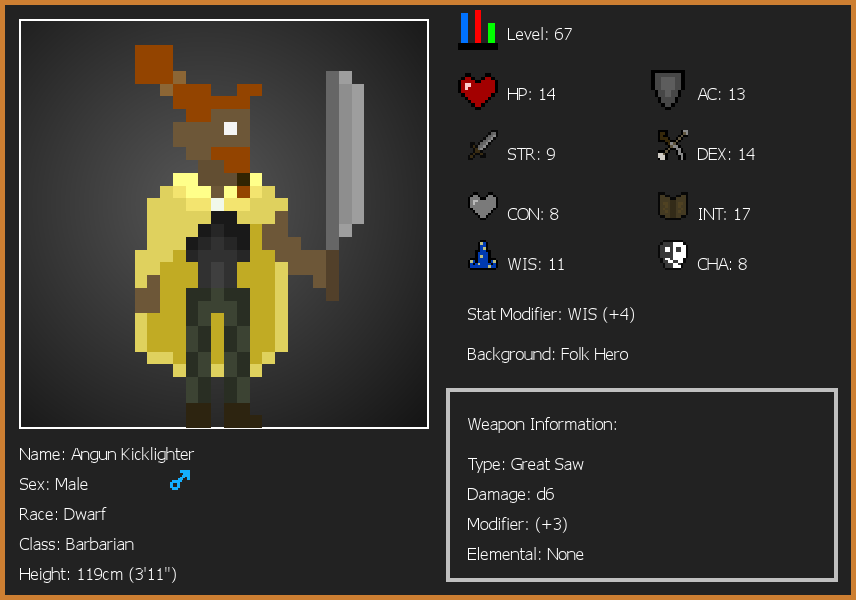 Level: 67
HP: 14
AC: 13
STR: 9
DEX: 14
CON: 8
INT: 17
WIS: 11
CHA: 8
Stat Modifier: WIS (+4)
Background: Folk Hero
Weapon Information:
Type: Great Saw
Damage: d6
Modifier: (+3)
Elemental: None
Name: Angun Kicklighter
Sex: Male
Race: Dwarf
Class: Barbarian
Height: 119cm (3'11")